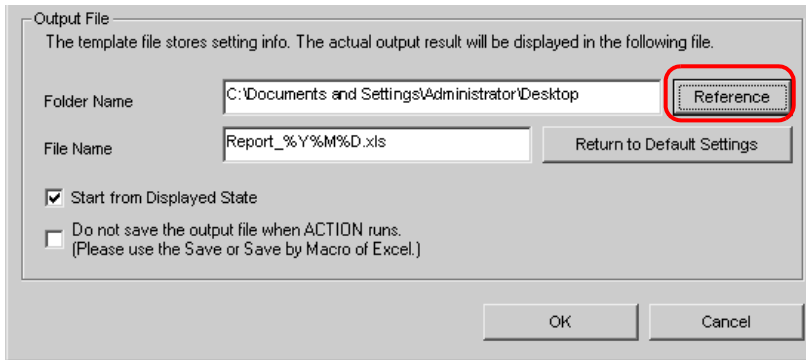 Output File
The template file stores setting info. The actual output result will be displayed in the following file.
Folder Name
C:\Documents and Settings\Administrator\Desktop
Reference
File Name
Report_%Y%M%D.xls
Return to Default Settings
Start from Displayed State
Do not save the output file when ACTION runs.
(Please use the Save or Save by Macro of Excel.)
OK
Cancel